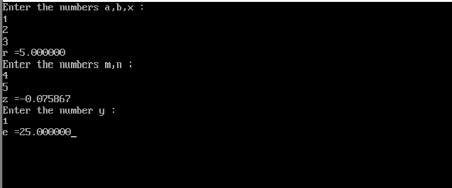 Enter the numbers a,b,x :
1
2
3
r =5.000000
Enter the numbers m,n :
4
5
z =-0.075867
Enter the number y :
1
e =25.000000_